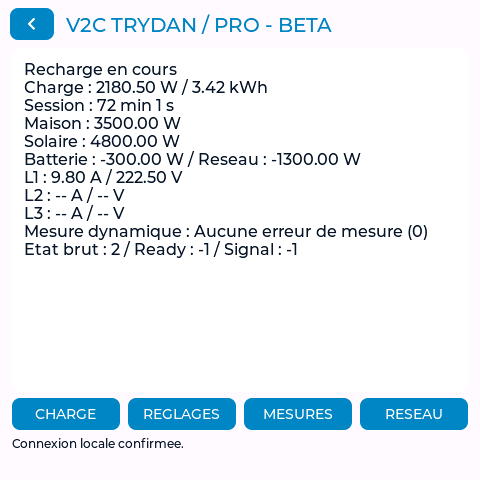 V2C TRYDAN / PRO - BETA
Recharge en cours
Charge : 2180.50 W / 3.42 kWh
Session : 72 min 1 s
Maison : 3500.00 W
Solaire : 4800.00 W
Batterie : -300.00 W / Reseau : -1300.00 W
L1 : 9.80 A / 222.50 V
L2 : -- A / -- V
L3 : -- A / -- V
Mesure dynamique : Aucune erreur de mesure (0)
Etat brut : 2 / Ready : -1 / Signal : -1
CHARGE REGLAGES MESURES RESEAU
Connexion locale confirmee.